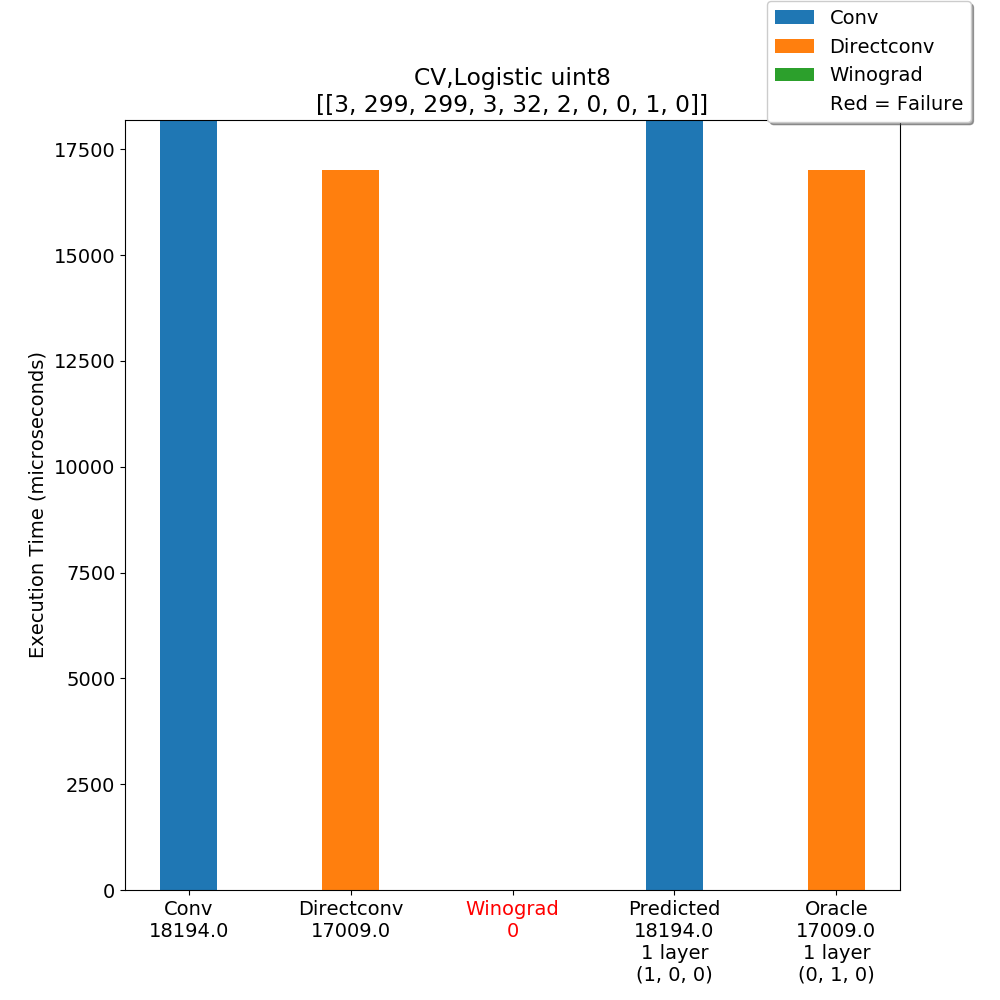 Conv
Directconv
Winograd
Red = Failure
CV,Logistic uint8
[[3, 299, 299, 3, 32, 2, 0, 0, 1, 0]]
Execution Time (microseconds)
17500
15000
12500
10000
7500
5000
2500
0
Conv
18194.0
Directconv
17009.0
Winograd
0
Predicted
18194.0
1 layer
(1, 0, 0)
Oracle
17009.0
1 layer
(0, 1, 0)